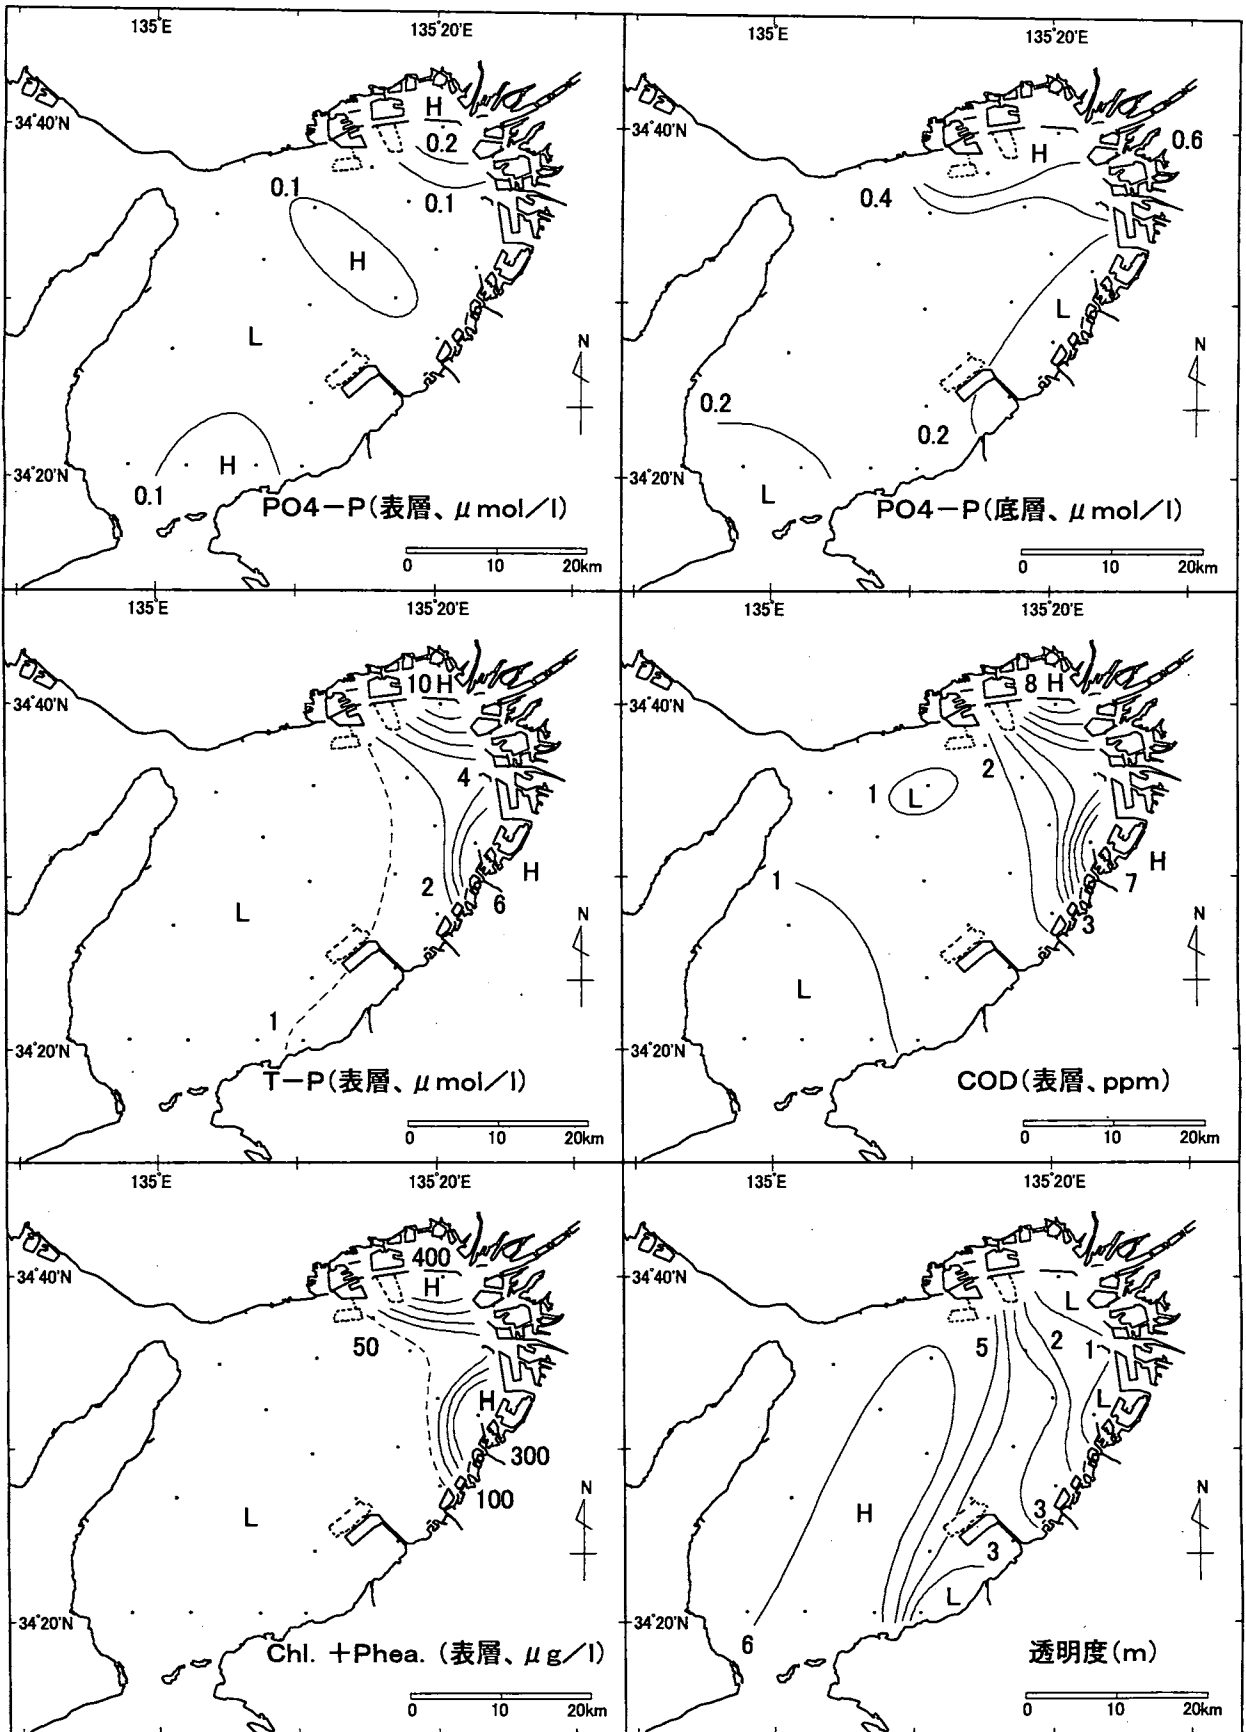 135°E 135°20'E
34°40'N
H
0.2
0.1
0.1
H
L
N
H
0.1
34°20'N
PO4-P(表層、μmol/l)
0 10 20km
135°E 135°20'E
34°40'N
0.6
H
0.4
L
N
0.2
0.2
34°20'N
L
PO4-P(底層、μmol/l)
0 10 20km
135°E 135°20'E
10 H
34°40'N
4
H
2
6
L
N
1
34°20'N
T-P(表層、μmol/l)
0 10 20km
135°E 135°20'E
8 H
34°40'N
2
1 L
H
1
7
3
N
L
34°20'N
COD(表層、ppm)
0 10 20km
135°E 135°20'E
400
34°40'N
H
50
H
300
100
N
L
34°20'N
Chl. +Phea. (表層、μg/l)
0 10 20km
135°E 135°20'E
34°40'N
L
5 2 1
L
N
H
3
3
L
34°20'N
6
透明度(m)
0 10 20km